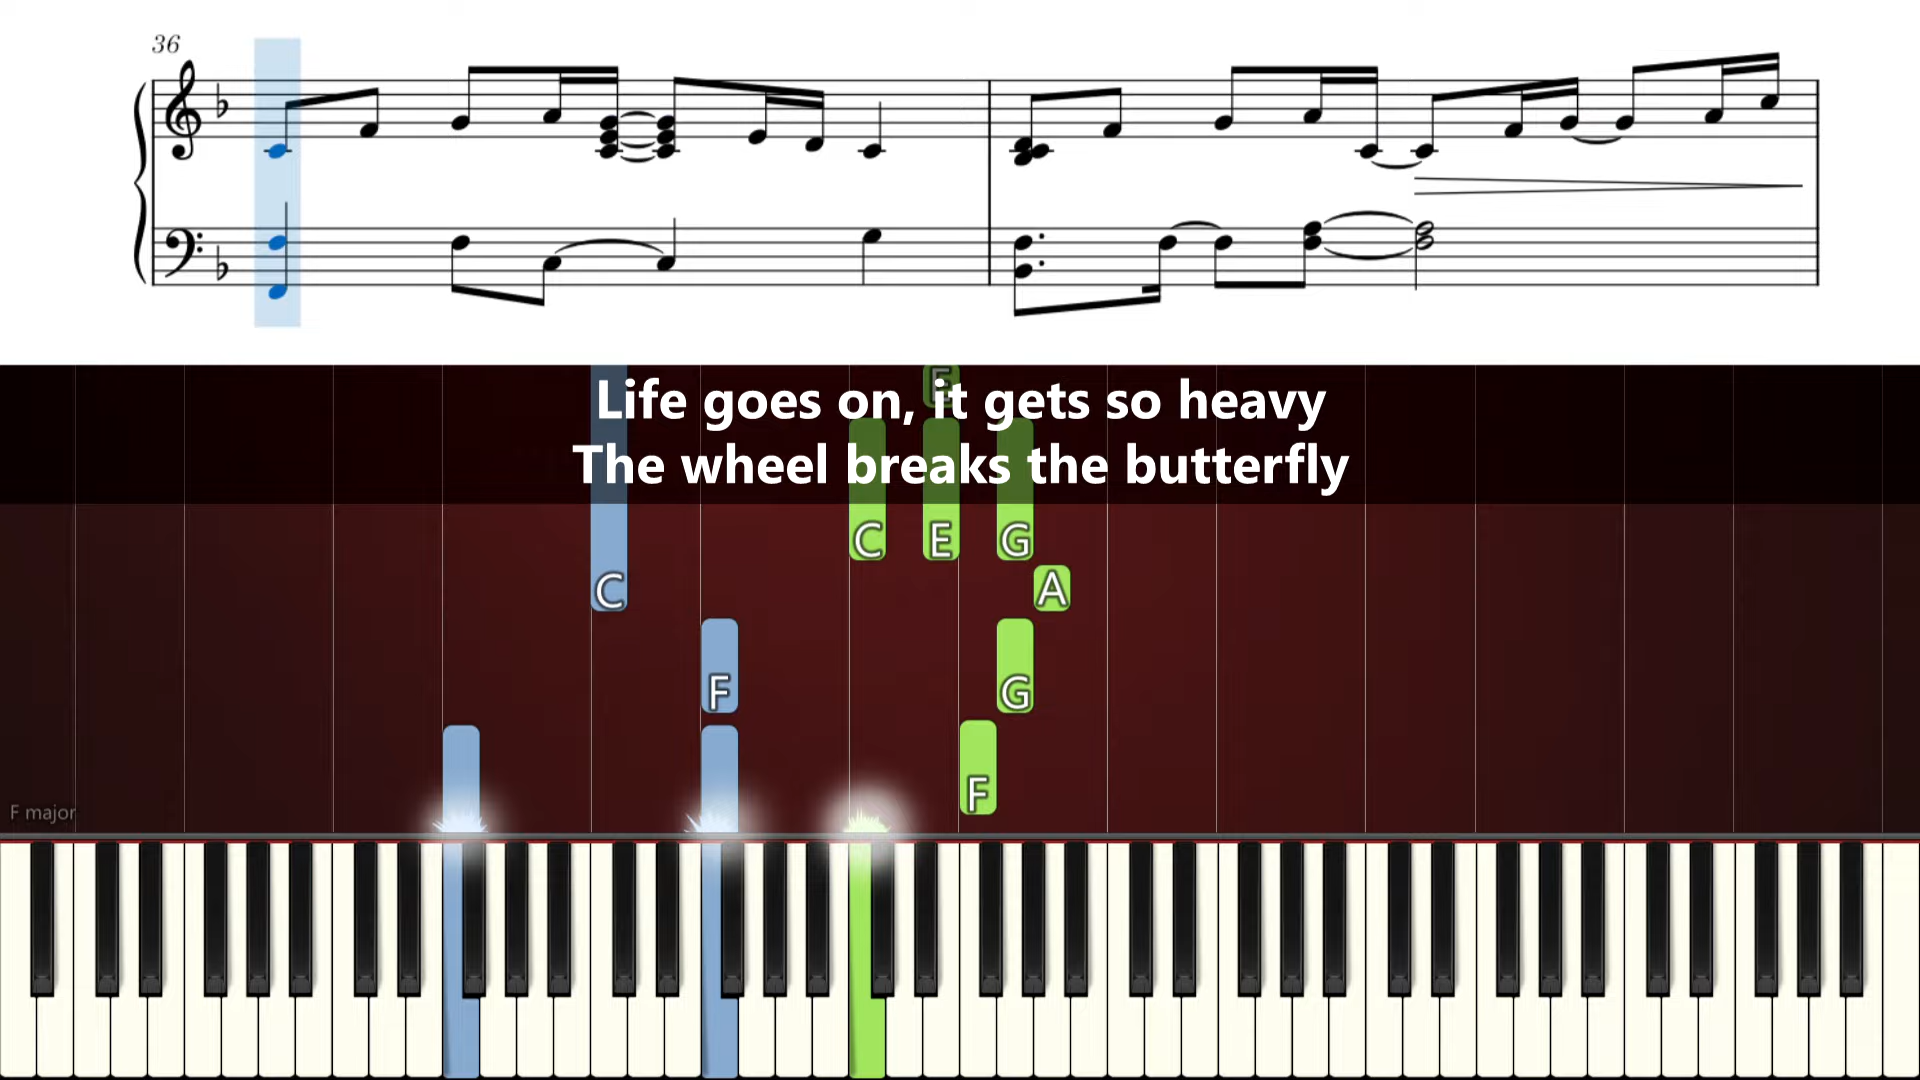 36
E
Life goes on, it gets so heavy
The wheel breaks the butterfly
C E G
C A
F G
F
F major